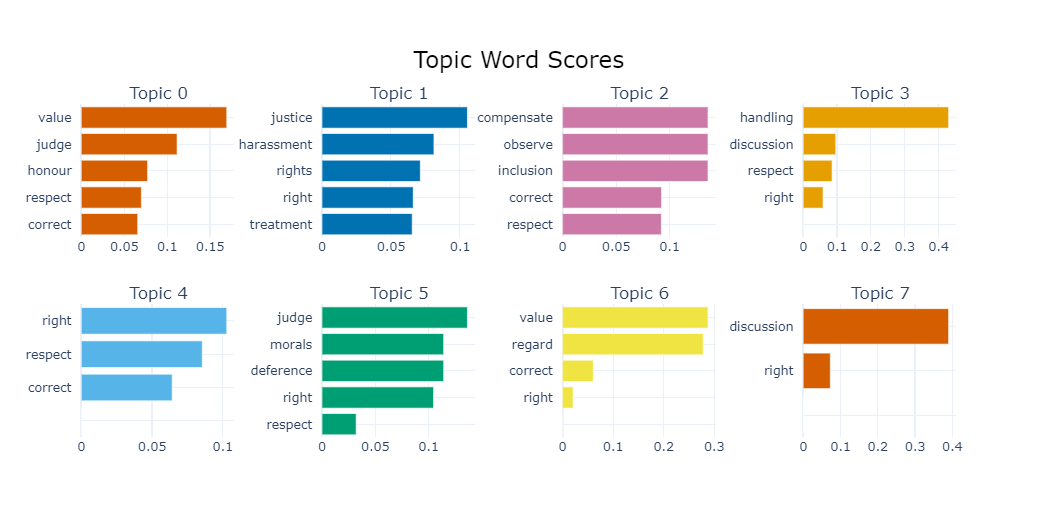 Topic Word Scores
Topic 0
value
judge
honour
respect
correct
0 0.05 0.1 0.15
Topic 1
justice
harassment
rights
right
treatment
0 0.05 0.1
Topic 2
compensate
observe
inclusion
correct
respect
0 0.05 0.1
Topic 3
handling
discussion
respect
right
0 0.1 0.2 0.3 0.4
Topic 4
right
respect
correct
0 0.05 0.1
Topic 5
judge
morals
deference
right
respect
0 0.05 0.1
Topic 6
value
regard
correct
right
0 0.1 0.2 0.3
Topic 7
discussion
right
0 0.1 0.2 0.3 0.4